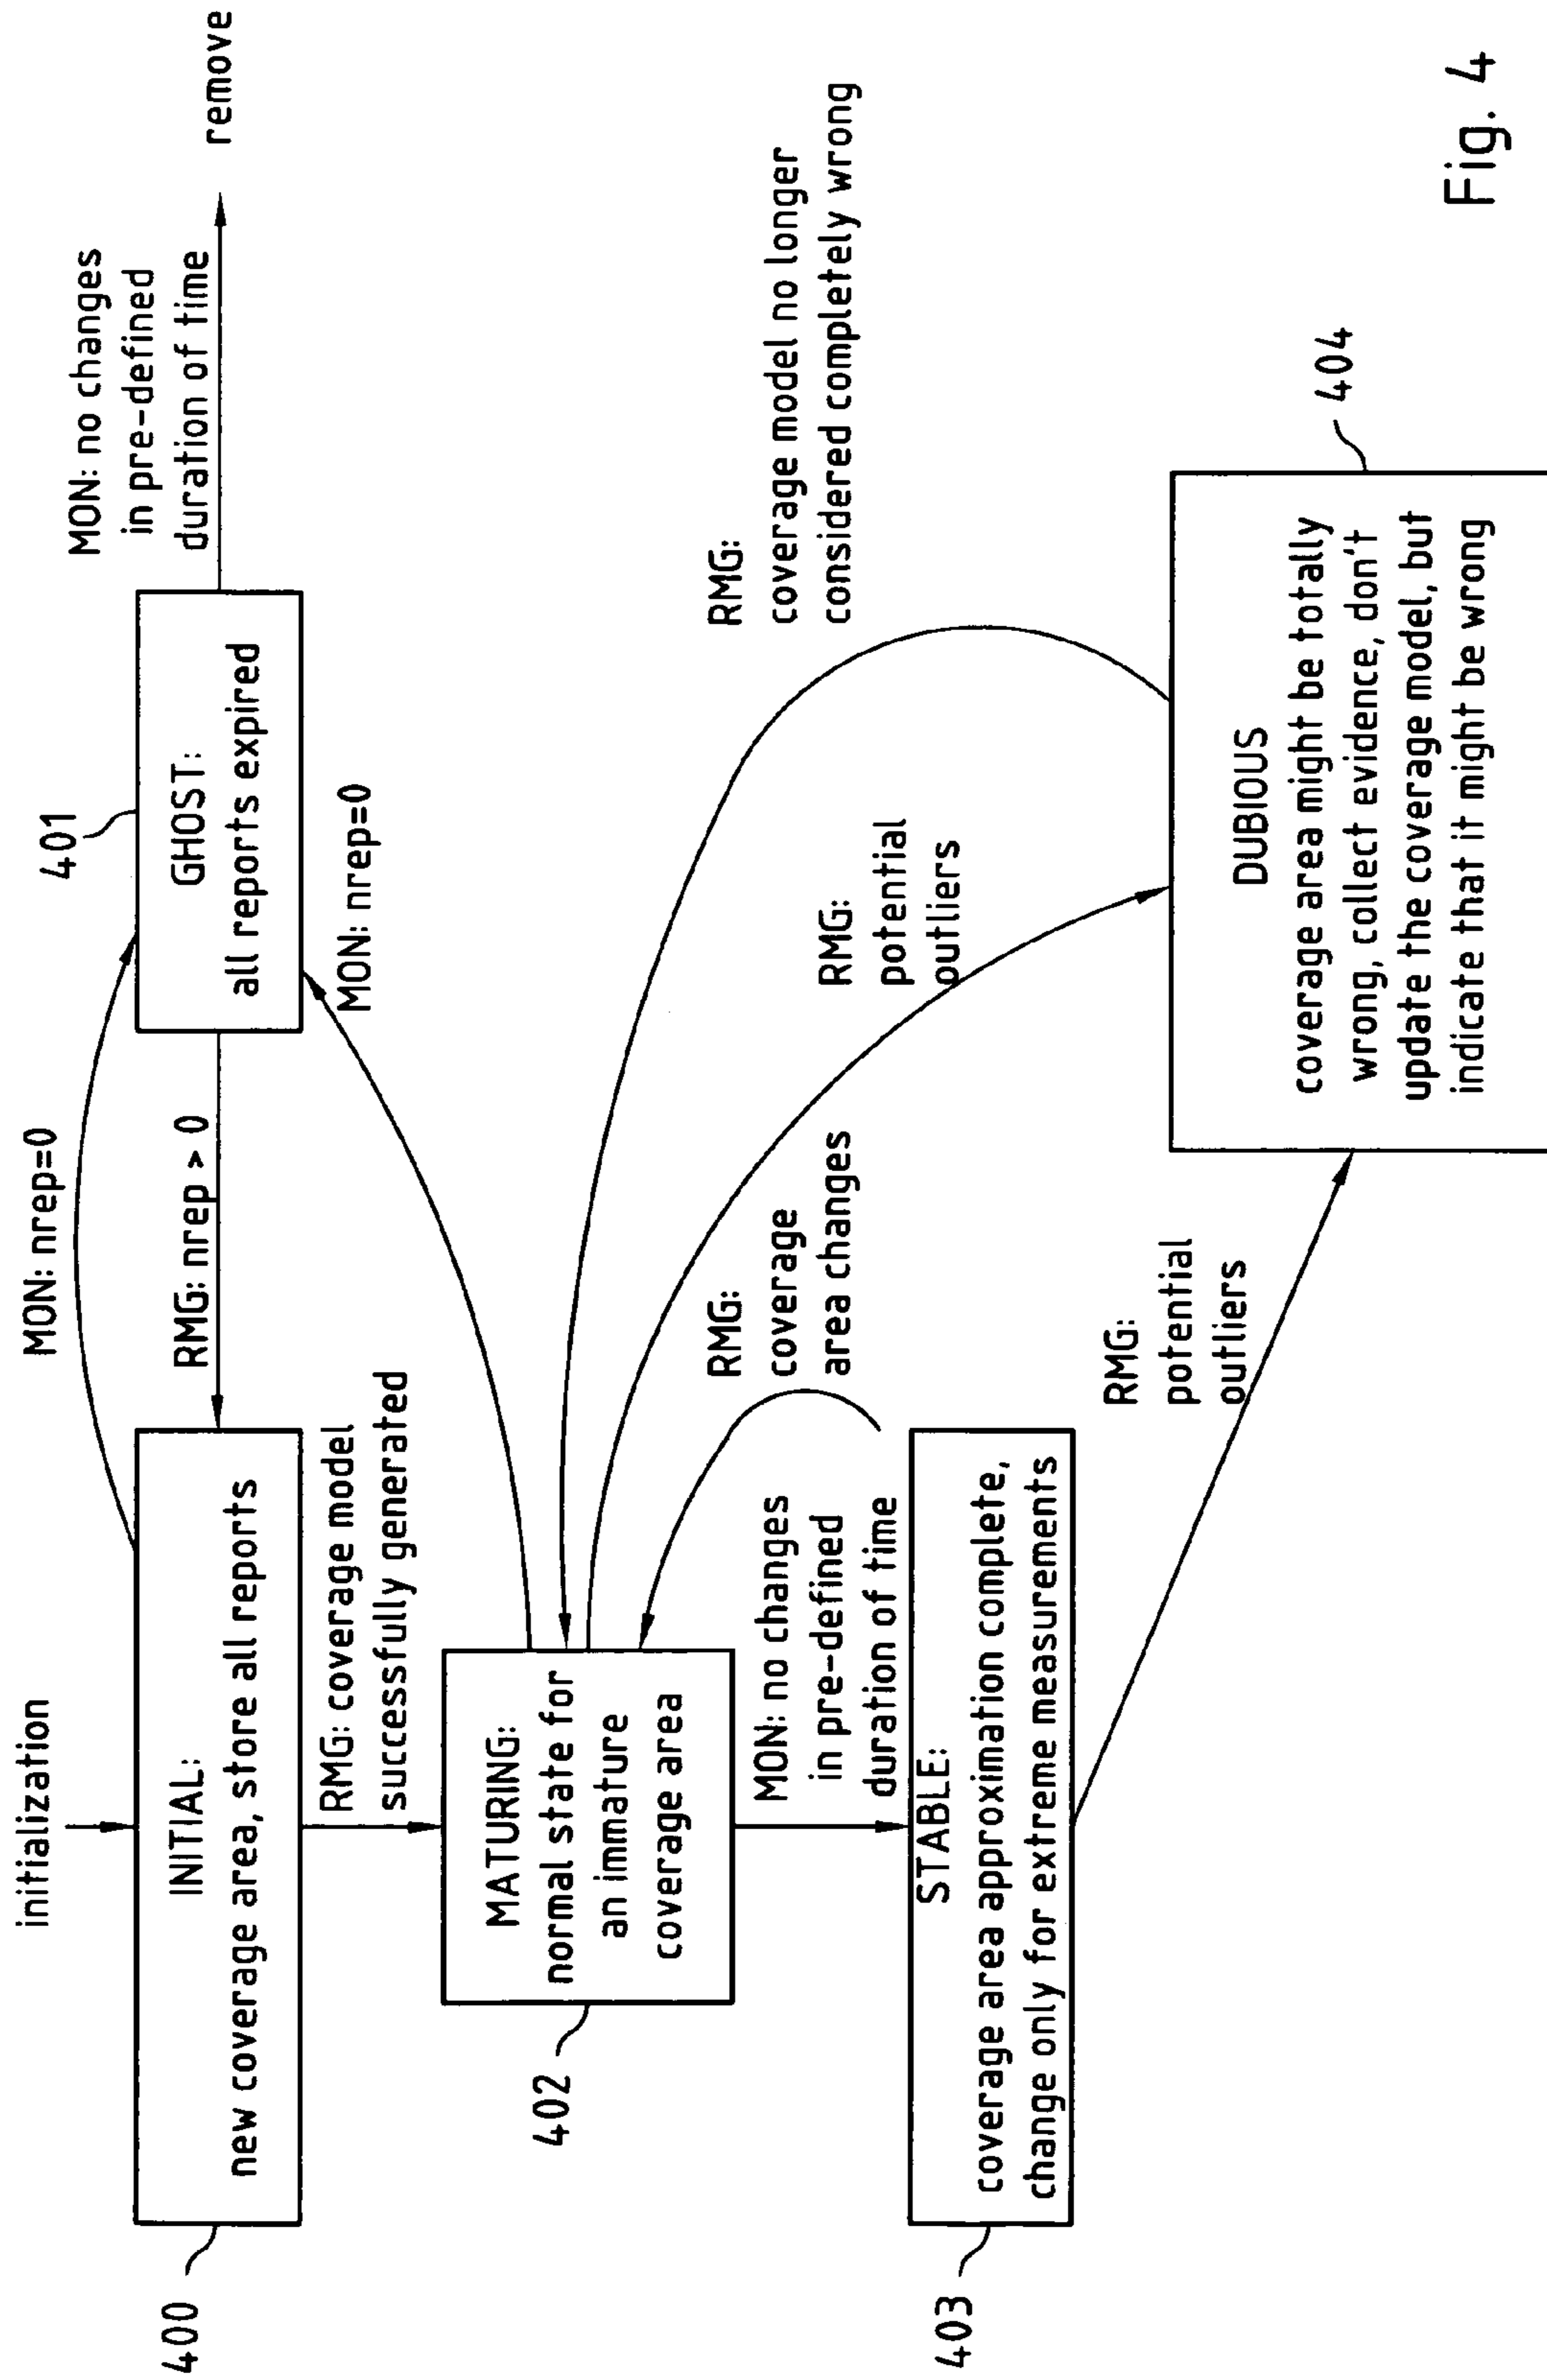 initialization
MON: nrep=0
401
MON: no changes
in pre-defined
duration of time
remove
400
INITIAL:
new coverage area, store all reports
RMG: nrep > 0
GHOST:
all reports expired
RMG: coverage model
successfully generated
MON: nrep=0
402
MATURING:
normal state for
an immature
coverage area
RMG:
coverage model no longer
considered completely wrong
RMG:
potential
outliers
RMG:
coverage
area changes
MON: no changes
in pre-defined
duration of time
403
STABLE:
coverage area approximation complete,
change only for extreme measurements
RMG:
potential
outliers
404
DUBIOUS
coverage area might be totally
wrong, collect evidence, don't
update the coverage model, but
indicate that it might be wrong
Fig. 4